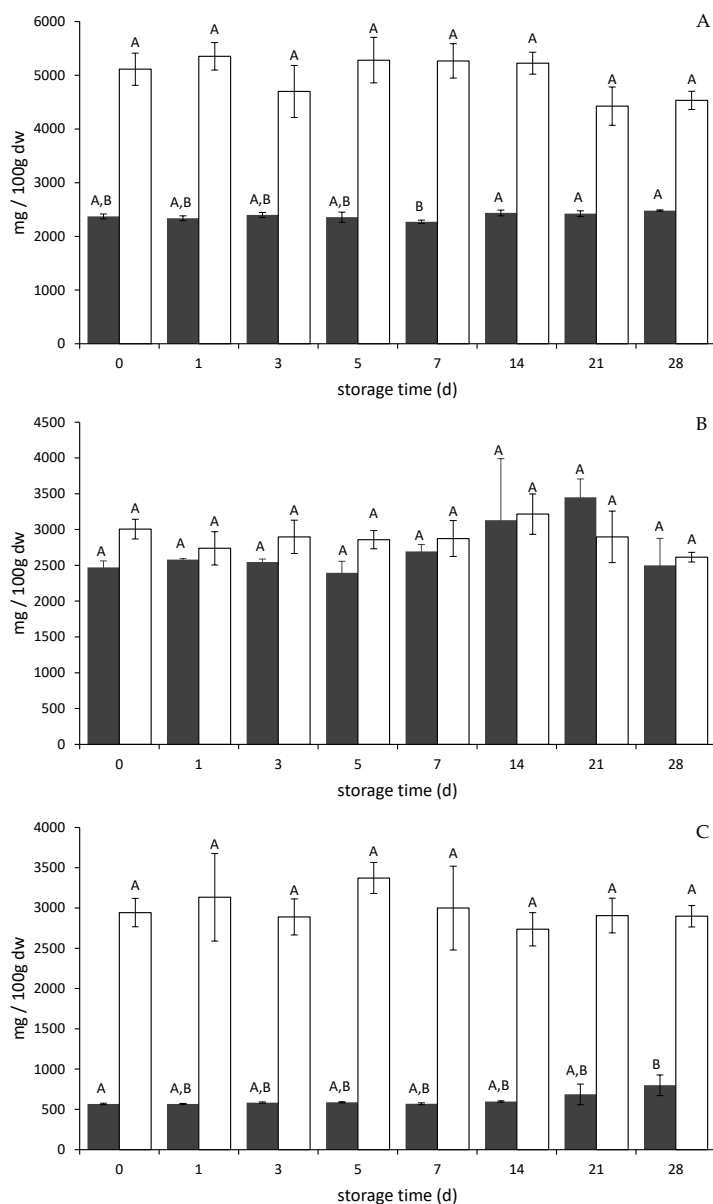 A
6000
5000
4000
3000
2000
1000
0
mg / 100g dw
A A A A A A A A
A,B A,B A,B A,B B A A A
0 1 3 5 7 14 21 28
storage time (d)
B
4500
4000
3500
3000
2500
2000
1500
1000
500
0
mg / 100g dw
A A A A A A A A A A A A A A A A
0 1 3 5 7 14 21 28
storage time (d)
C
4000
3500
3000
2500
2000
1500
1000
500
0
mg / 100g dw
A A A A A A A A
A A,B A,B A,B A,B A,B A,B B
0 1 3 5 7 14 21 28
storage time (d)